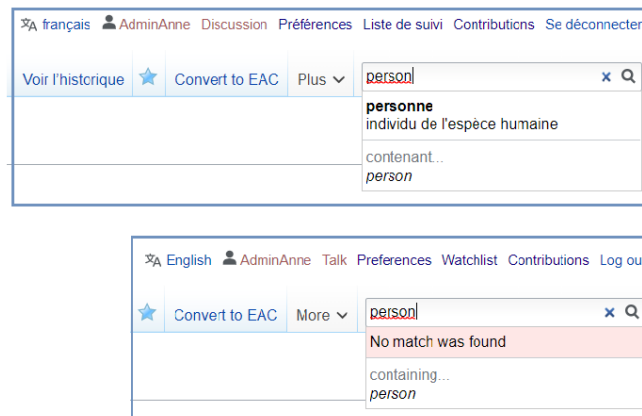 français AdminAnne Discussion Préférences Liste de suivi Contributions Se déconnecter
Voir l'historique Convert to EAC Plus person
personne
individu de l'espèce humaine
contenant...
person
English AdminAnne Talk Preferences Watchlist Contributions Log ou
Convert to EAC More person
No match was found
containing...
person